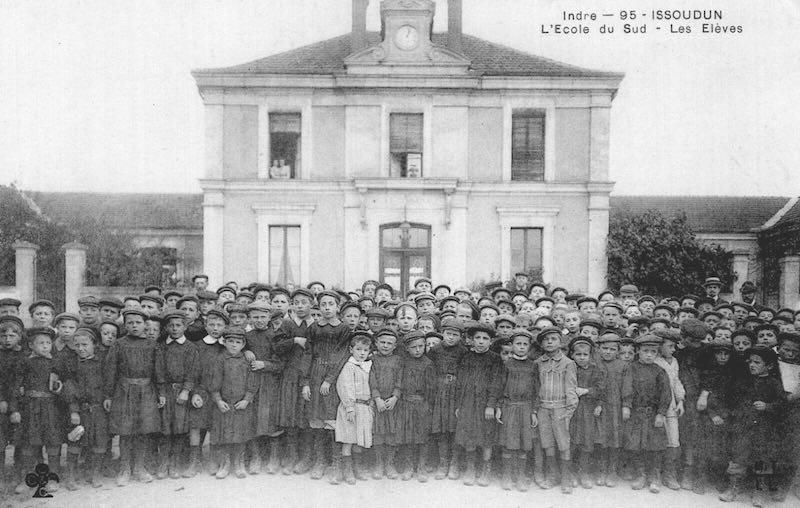 Indre — 95 - ISSOUDUN
L'Ecole du Sud - Les Elèves